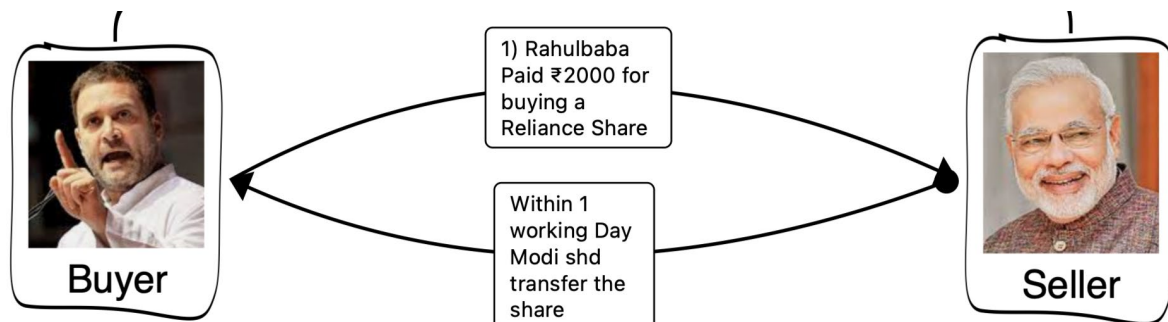 1) Rahulbaba
Paid ₹2000 for
buying a
Reliance Share
Within 1
working Day
Modi shd
transfer the
share
Buyer
Seller